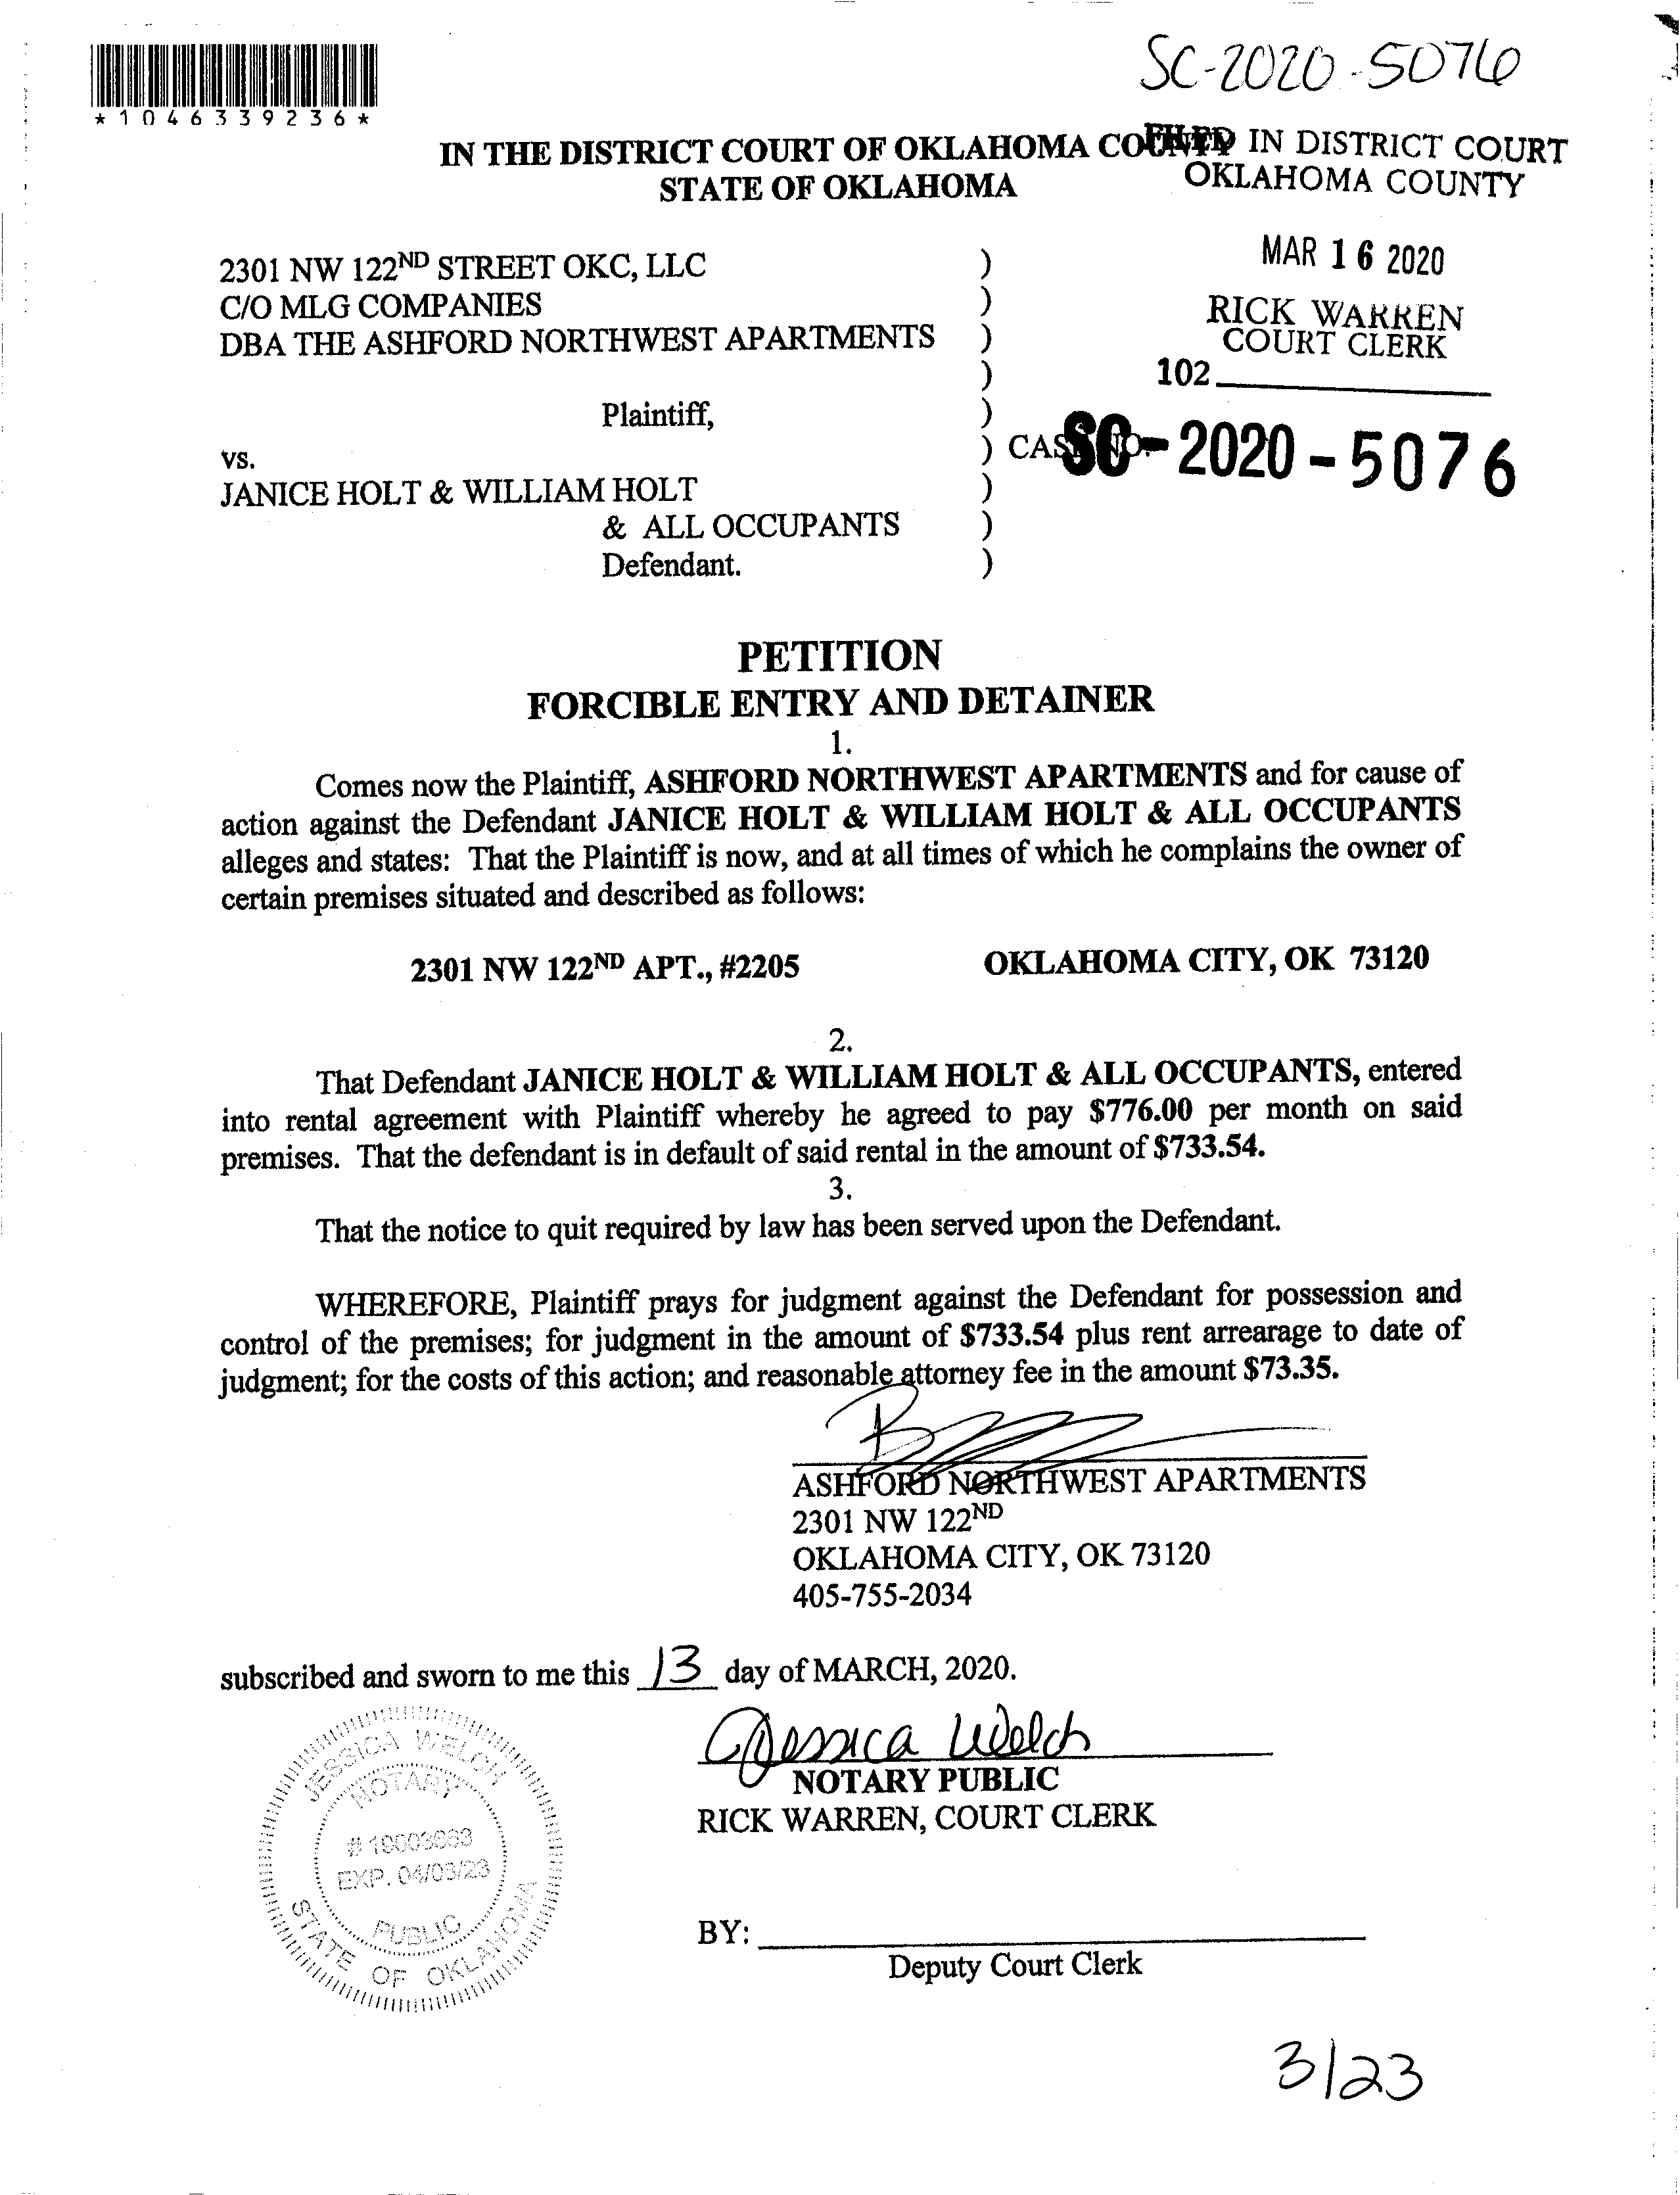 SC-2020-5076
*1046339236*
IN THE DISTRICT COURT OF OKLAHOMA COUNTY
STATE OF OKLAHOMA
FILED IN DISTRICT COURT
OKLAHOMA COUNTY
MAR 16 2020
RICK WARREN
COURT CLERK
102
2301 NW 122ND STREET OKC, LLC )
C/O MLG COMPANIES )
DBA THE ASHFORD NORTHWEST APARTMENTS )
)
Plaintiff, )
vs. ) CASE NO. SC-2020-5076
JANICE HOLT & WILLIAM HOLT )
& ALL OCCUPANTS )
Defendant. )
PETITION
FORCIBLE ENTRY AND DETAINER
1.
Comes now the Plaintiff, ASHFORD NORTHWEST APARTMENTS and for cause of
action against the Defendant JANICE HOLT & WILLIAM HOLT & ALL OCCUPANTS
alleges and states: That the Plaintiff is now, and at all times of which he complains the owner of
certain premises situated and described as follows:
2301 NW 122ND APT., #2205 OKLAHOMA CITY, OK 73120
2.
That Defendant JANICE HOLT & WILLIAM HOLT & ALL OCCUPANTS, entered
into rental agreement with Plaintiff whereby he agreed to pay $776.00 per month on said
premises. That the defendant is in default of said rental in the amount of $733.54.
3.
That the notice to quit required by law has been served upon the Defendant.
WHEREFORE, Plaintiff prays for judgment against the Defendant for possession and
control of the premises; for judgment in the amount of $733.54 plus rent arrearage to date of
judgment; for the costs of this action; and reasonable attorney fee in the amount $73.35.
ASHFORD NORTHWEST APARTMENTS
2301 NW 122ND
OKLAHOMA CITY, OK 73120
405-755-2034
subscribed and sworn to me this 13 day of MARCH, 2020.
Jessica Welch
NOTARY PUBLIC
RICK WARREN, COURT CLERK
JESSICA WELCH
NOTARY
EXP. 04/03/23
PUBLIC
STATE OF OKLAHOMA
BY:
Deputy Court Clerk
3/23